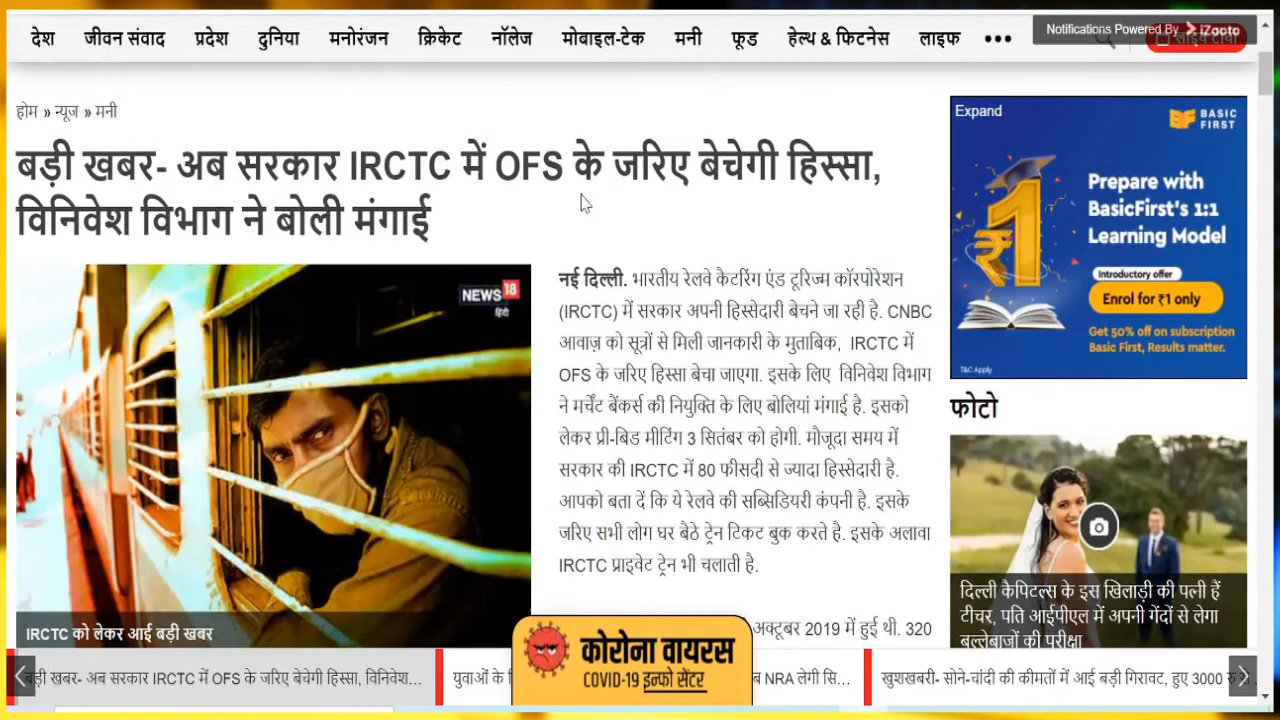 देश जीवन संवाद प्रदेश दुनिया मनोरंजन क्रिकेट नॉलेज मोबाइल-टेक मनी फूड हेल्थ & फिटनेस लाइफ
Notifications Powered By iZooto
होम » न्यूज » मनी
बड़ी खबर- अब सरकार IRCTC में OFS के जरिए बेचेगी हिस्सा,
विनिवेश विभाग ने बोली मंगाई
NEWS 18
हिंदी
IRCTC को लेकर आई बड़ी खबर
नई दिल्ली. भारतीय रेलवे कैटरिंग एंड टूरिज्म कॉरपोरेशन
(IRCTC) में सरकार अपनी हिस्सेदारी बेचने जा रही है. CNBC
आवाज़ को सूत्रों से मिली जानकारी के मुताबिक, IRCTC में
OFS के जरिए हिस्सा बेचा जाएगा. इसके लिए विनिवेश विभाग
ने मर्चेंट बैंकर्स की नियुक्ति के लिए बोलियां मंगाई है. इसको
लेकर प्री-बिड मीटिंग 3 सितंबर को होगी. मौजूदा समय में
सरकार की IRCTC में 80 फीसदी से ज्यादा हिस्सेदारी है.
आपको बता दें कि ये रेलवे की सब्सिडियरी कंपनी है. इसके
जरिए सभी लोग घर बैठे ट्रेन टिकट बुक करते है. इसके अलावा
IRCTC प्राइवेट ट्रेन भी चलाती है.
अक्टूबर 2019 में हुई थी. 320
Expand
BASIC
FIRST
₹1
Prepare with
BasicFirst's 1:1
Learning Model
Introductory offer
Enrol for ₹1 only
Get 50% off on subscription
Basic First, Results matter.
T&C Apply
फोटो
दिल्ली कैपिटल्स के इस खिलाड़ी की पत्नी हैं
टीचर, पति आईपीएल में अपनी गेंदों से लेगा
बल्लेबाजों की परीक्षा
कोरोना वायरस
COVID-19 इन्फो सेंटर
बड़ी खबर- अब सरकार IRCTC में OFS के जरिए बेचेगी हिस्सा, विनिवेश...
युवाओं के
NRA लेगी सि...
खुशखबरी- सोने-चांदी की कीमतों में आई बड़ी गिरावट, हुए 3000